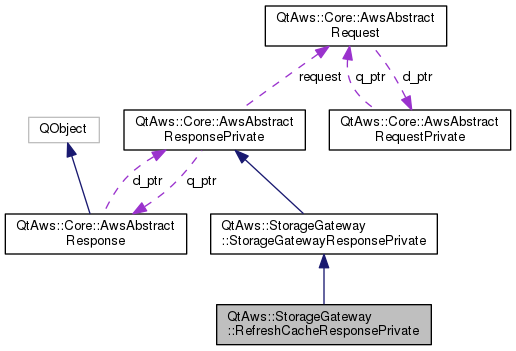 QtAws::Core::AwsAbstract
Request
request
q_ptr
d_ptr
QObject
QtAws::Core::AwsAbstract
ResponsePrivate
QtAws::Core::AwsAbstract
RequestPrivate
d_ptr
q_ptr
QtAws::Core::AwsAbstract
Response
QtAws::StorageGateway
::StorageGatewayResponsePrivate
QtAws::StorageGateway
::RefreshCacheResponsePrivate